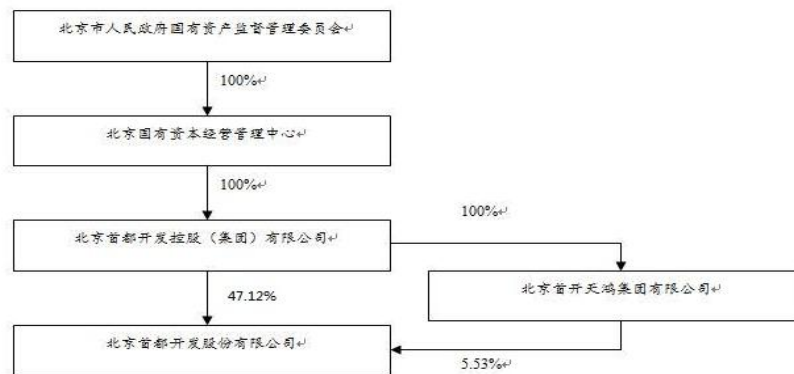 北京市人民政府国有资产监督管理委员会↵
100%↵
北京国有资本经营管理中心↵
100%↵
100%↵
北京首都开发控股（集团）有限公司↵
北京首开天鸿集团有限公司↵
47.12%
北京首都开发股份有限公司↵
5.53%↵